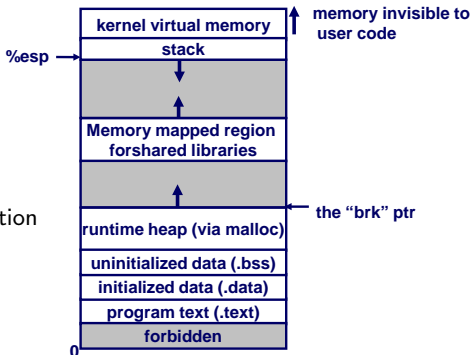 kernel virtual memory
memory invisible to
user code
stack
%esp
Memory mapped region
forshared libraries
the “brk” ptr
tion
runtime heap (via malloc)
uninitialized data (.bss)
initialized data (.data)
program text (.text)
forbidden
0